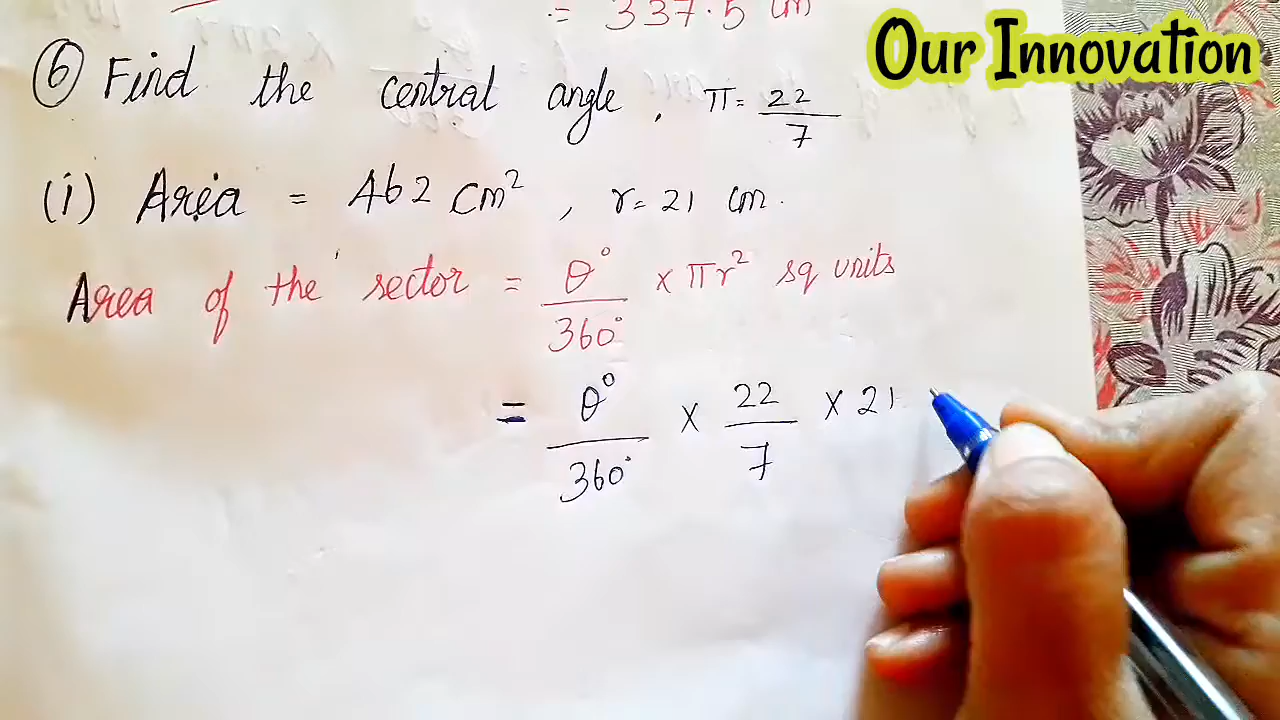 = 337.5 cm
Our Innovation
⑥ Find the central angle, π = 22/7
(i) Area = 462 cm², r = 21 cm.
Area of the sector = θ°/360° × πr² sq units
= θ°/360° × 22/7 × 21